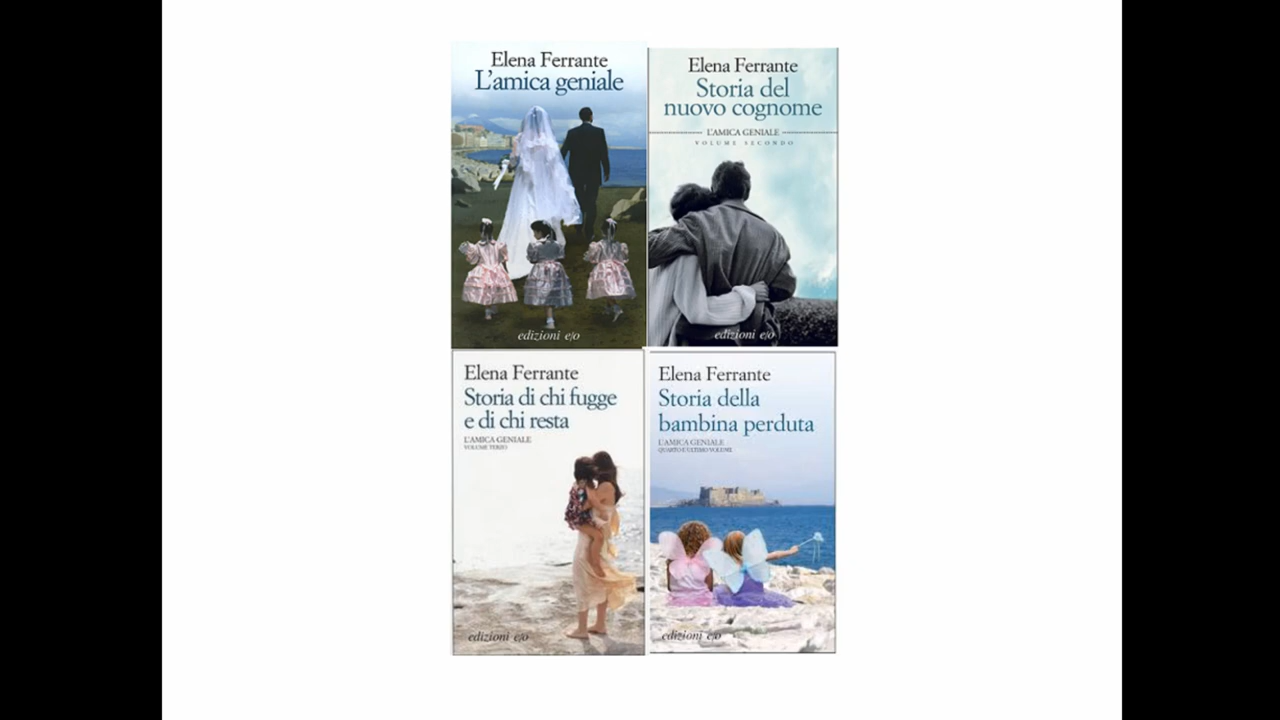 Elena Ferrante
L'amica geniale
edizioni e/o
Elena Ferrante
Storia del
nuovo cognome
L'AMICA GENIALE
VOLUME SECONDO
edizioni e/o
Elena Ferrante
Storia di chi fugge
e di chi resta
L'AMICA GENIALE
VOLUME TERZO
edizioni e/o
Elena Ferrante
Storia della
bambina perduta
L'AMICA GENIALE
QUARTO E ULTIMO VOLUME
edizioni e/o